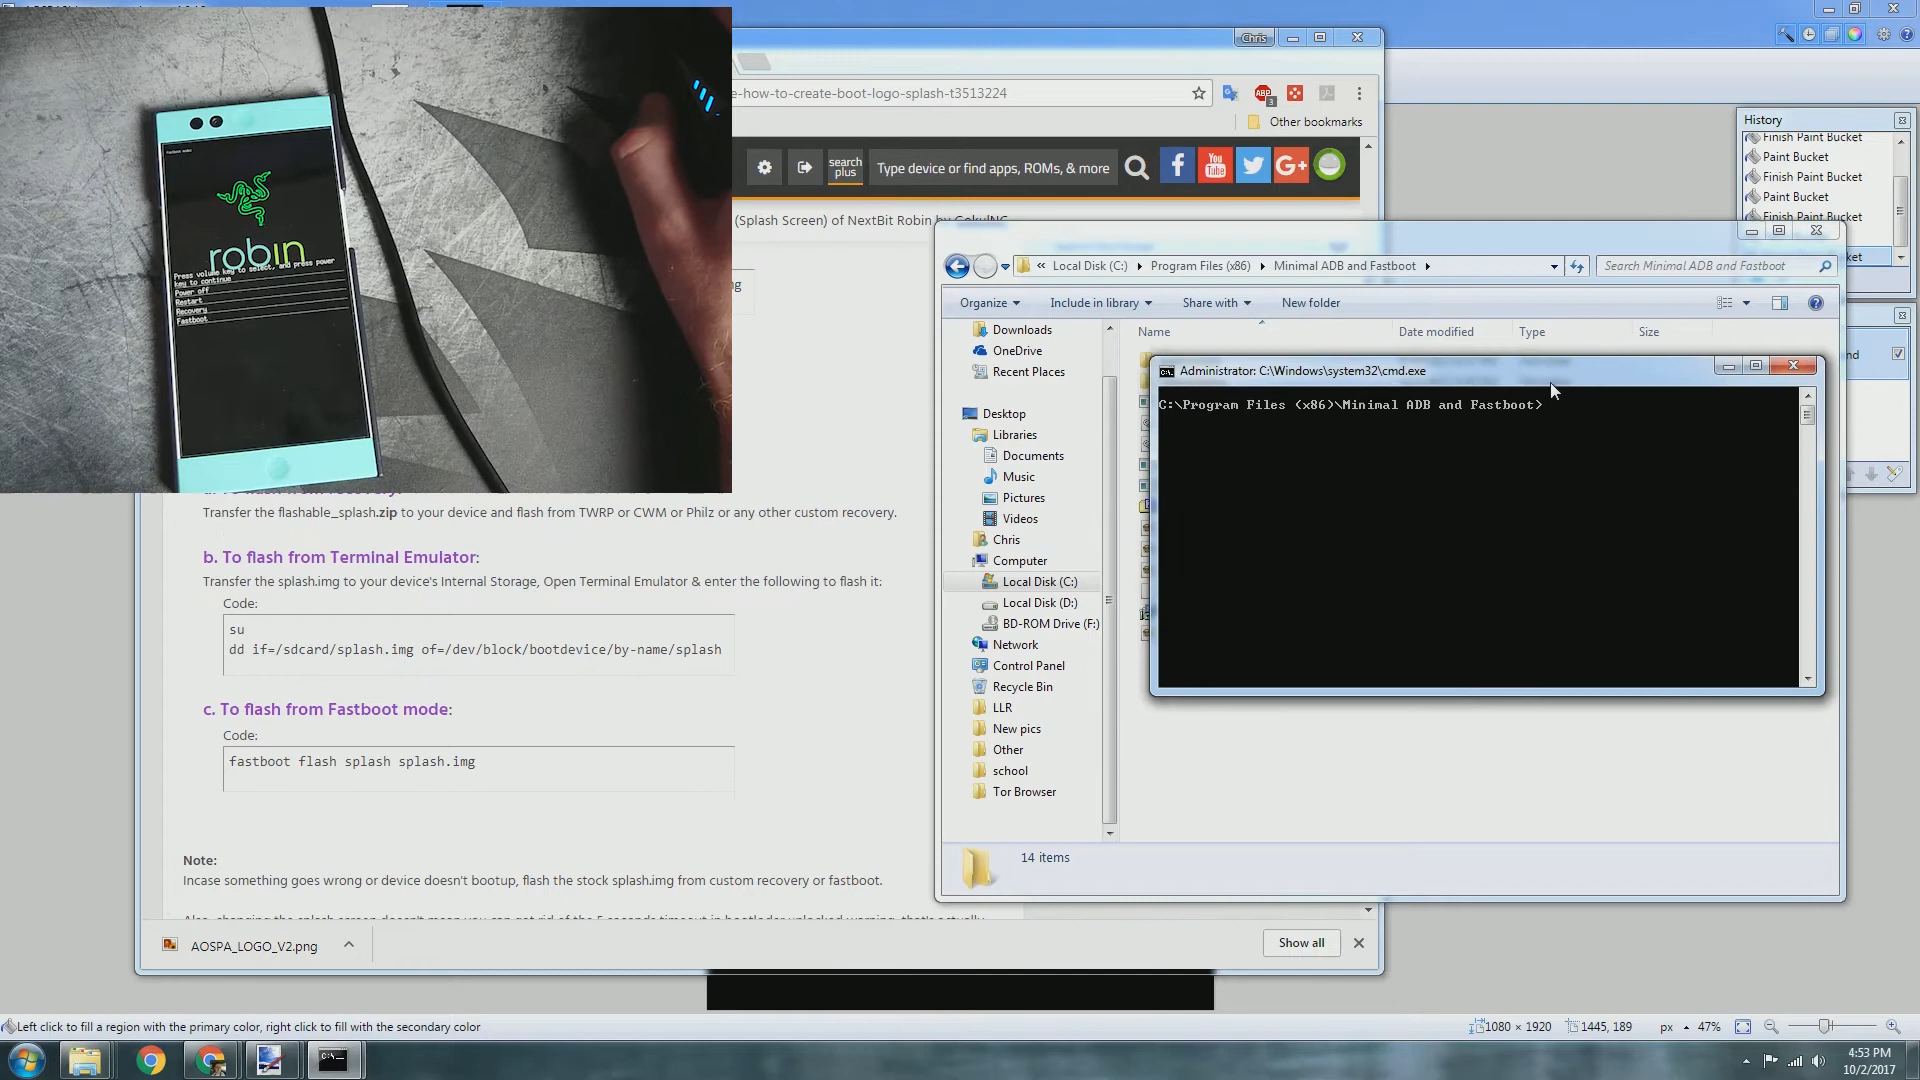 Fastboot mode
robin
Press volume key to select, and press power
key to continue
Power off
Restart
Recovery
Fastboot
Chris
e-how-to-create-boot-logo-splash-t3513224
ABP
3
Other bookmarks
search
plus
Type device or find apps, ROMs, & more
f
You
Tube
G+
(Splash Screen) of NextBit Robin by GokulNC
Transfer the flashable_splash.zip to your device and flash from TWRP or CWM or Philz or any other custom recovery.
b. To flash from Terminal Emulator:
Transfer the splash.img to your device's Internal Storage, Open Terminal Emulator & enter the following to flash it:
Code:
su
dd if=/sdcard/splash.img of=/dev/block/bootdevice/by-name/splash
c. To flash from Fastboot mode:
Code:
fastboot flash splash splash.img
Note:
Incase something goes wrong or device doesn't bootup, flash the stock splash.img from custom recovery or fastboot.
AOSPA_LOGO_V2.png
Show all
History
Finish Paint Bucket
Paint Bucket
Finish Paint Bucket
Paint Bucket
Finish Paint Bucket
Local Disk (C:)
Program Files (x86)
Minimal ADB and Fastboot
Search Minimal ADB and Fastboot
Organize
Include in library
Share with
New folder
Name
Date modified
Type
Size
Downloads
OneDrive
Recent Places
Desktop
Libraries
Documents
Music
Pictures
Videos
Chris
Computer
Local Disk (C:)
Local Disk (D:)
BD-ROM Drive (F:)
Network
Control Panel
Recycle Bin
LLR
New pics
Other
school
Tor Browser
14 items
Administrator: C:\Windows\system32\cmd.exe
C:\Program Files (x86)\Minimal ADB and Fastboot>
Left click to fill a region with the primary color, right click to fill with the secondary color
1080 × 1920
1445, 189
px
47%
4:53 PM
10/2/2017